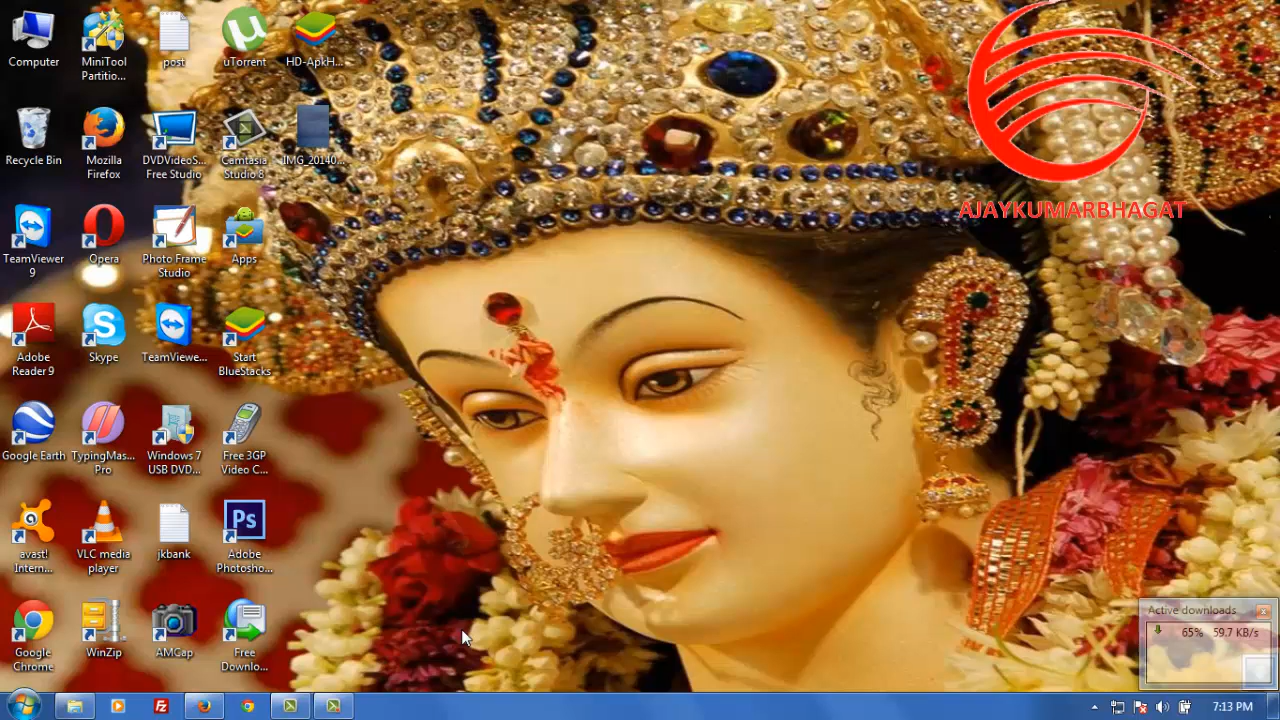 Computer
MiniTool
Partitio...
post
uTorrent
HD-ApkH...
AJAYKUMARBHAGAT
Recycle Bin
Mozilla
Firefox
DVDVideoS...
Free Studio
Camtasia
Studio 8
IMG_20140...
TeamViewer
9
Opera
Photo Frame
Studio
Apps
Adobe
Reader 9
Skype
TeamViewe...
Start
BlueStacks
Google Earth
TypingMas...
Pro
Windows 7
USB DVD...
Free 3GP
Video C...
avast!
Intern...
VLC media
player
jkbank
Ps
Adobe
Photosho...
Google
Chrome
WinZip
AMCap
Free
Downlo...
Active downloads
65% 59.7 KB/s
Fz
7:13 PM